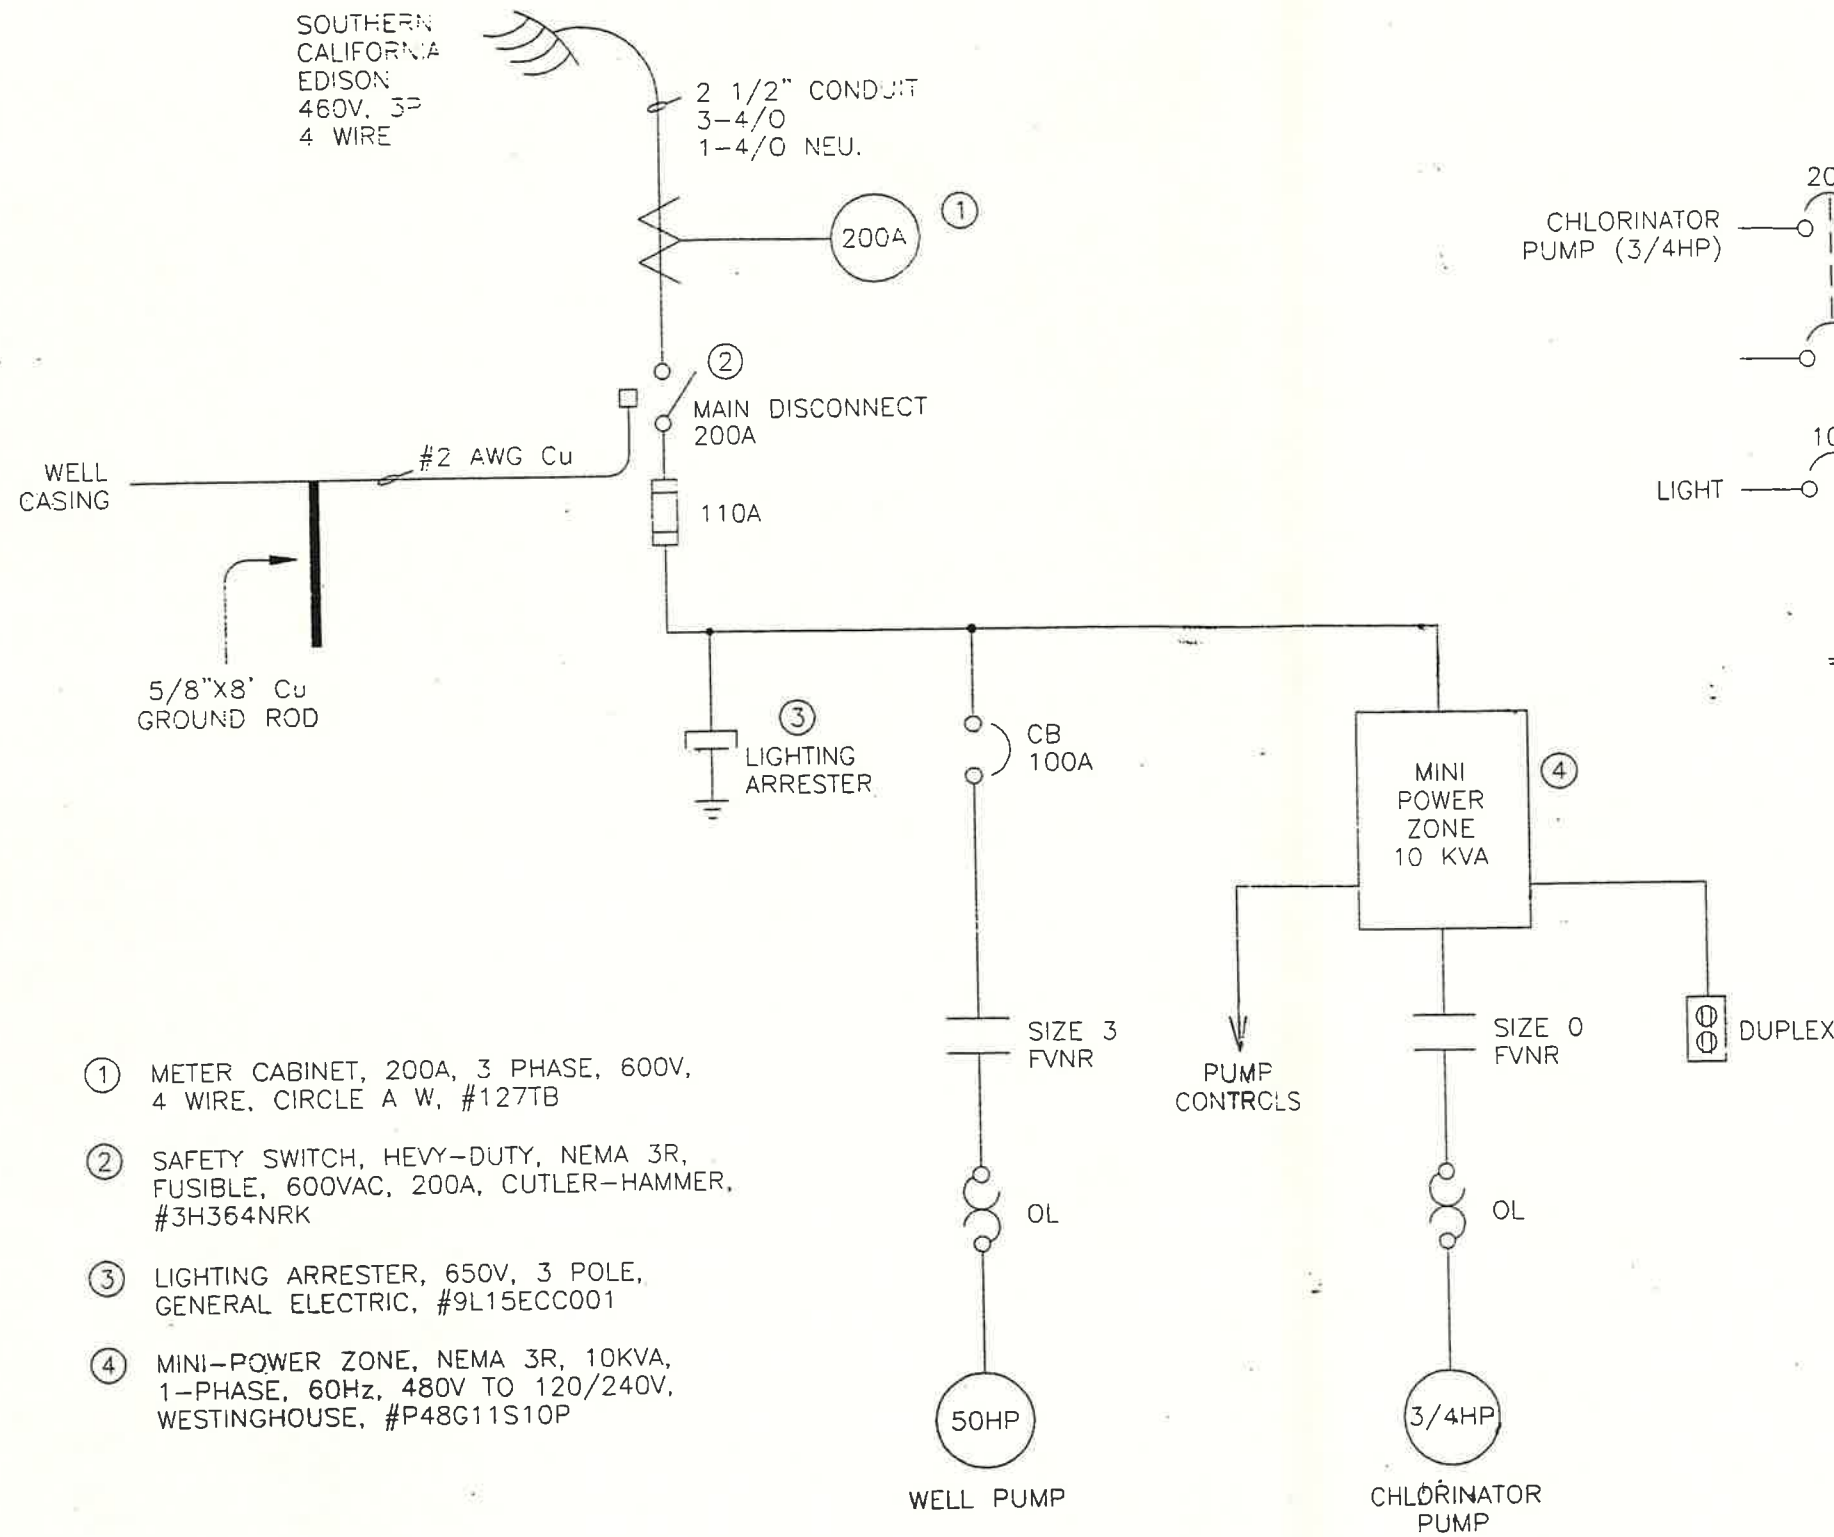 SOUTHERN
CALIFORNIA
EDISON
460V, 3P
4 WIRE
2 1/2" CONDUIT
3-4/0
1-4/0 NEU.
200A
1
2
MAIN DISCONNECT
200A
#2 AWG Cu
WELL
CASING
110A
5/8"X8' Cu
GROUND ROD
3
LIGHTING
ARRESTER
CB
100A
MINI
POWER
ZONE
10 KVA
4
CHLORINATOR
PUMP (3/4HP)
20
10
LIGHT
SIZE 3
FVNR
PUMP
CONTROLS
SIZE 0
FVNR
DUPLEX
OL
OL
50HP
WELL PUMP
3/4HP
CHLORINATOR
PUMP
1 METER CABINET, 200A, 3 PHASE, 600V,
4 WIRE, CIRCLE A W, #127TB
2 SAFETY SWITCH, HEVY-DUTY, NEMA 3R,
FUSIBLE, 600VAC, 200A, CUTLER-HAMMER,
#3H364NRK
3 LIGHTING ARRESTER, 650V, 3 POLE,
GENERAL ELECTRIC, #9L15ECC001
4 MINI-POWER ZONE, NEMA 3R, 10KVA,
1-PHASE, 60Hz, 480V TO 120/240V,
WESTINGHOUSE, #P48G11S10P